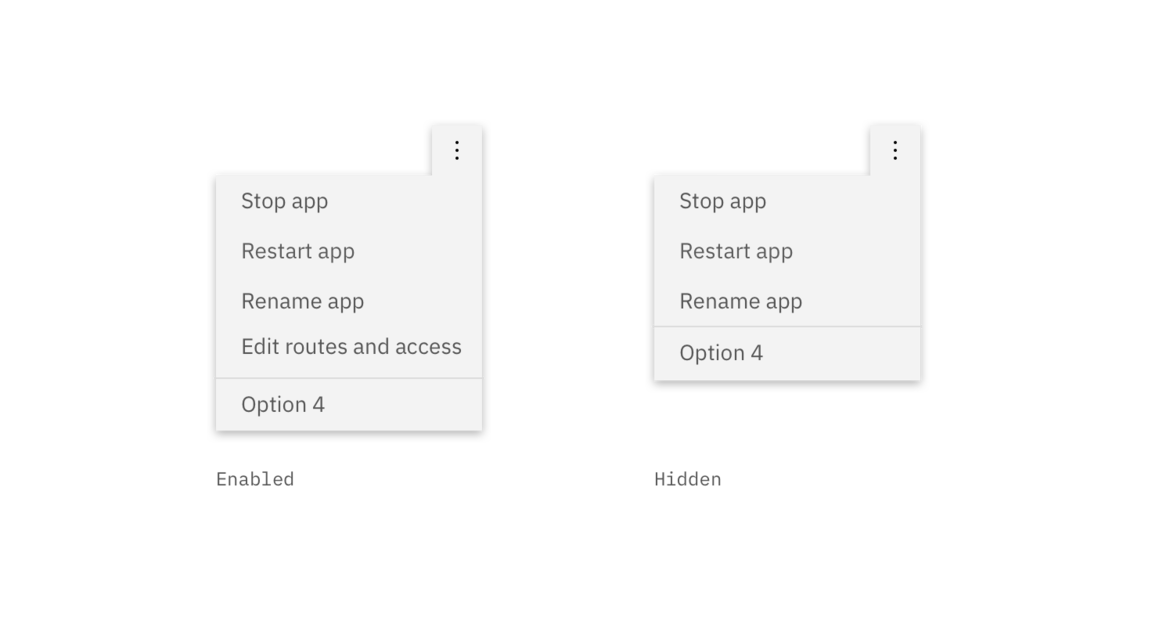 Stop app
Restart app
Rename app
Edit routes and access
Option 4
Enabled
Stop app
Restart app
Rename app
Option 4
Hidden